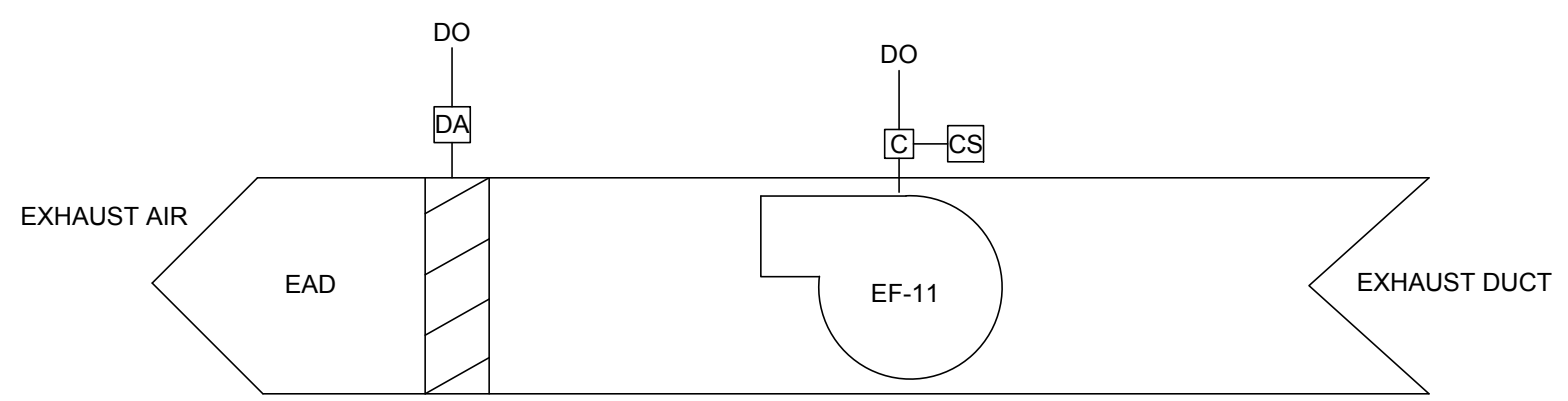 DO
DO
DA
C
CS
EXHAUST AIR
EAD
EF-11
EXHAUST DUCT